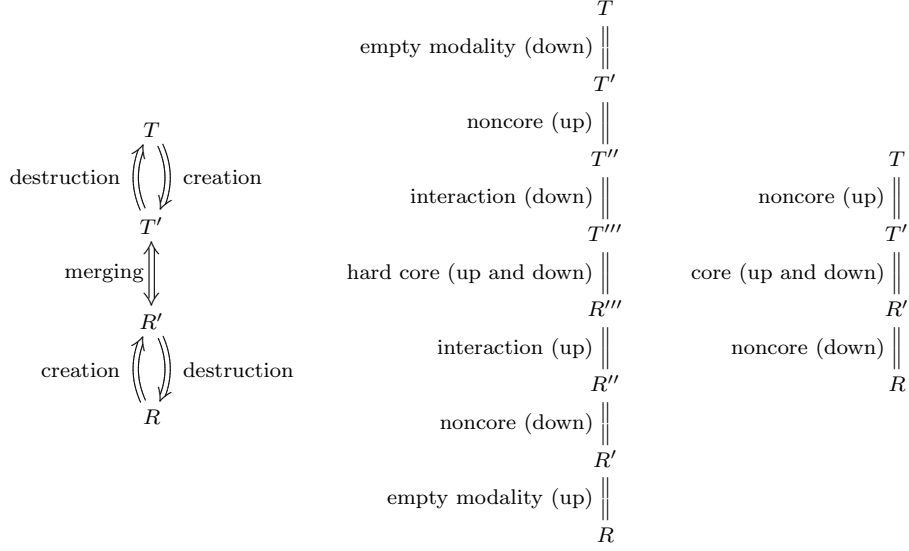 T
destruction creation
T′
merging
R′
creation destruction
R
T
empty modality (down)
T′
noncore (up)
T′′
interaction (down)
T′′′
hard core (up and down)
R′′′
interaction (up)
R′′
noncore (down)
R′
empty modality (up)
R
T
noncore (up)
T′
core (up and down)
R′
noncore (down)
R